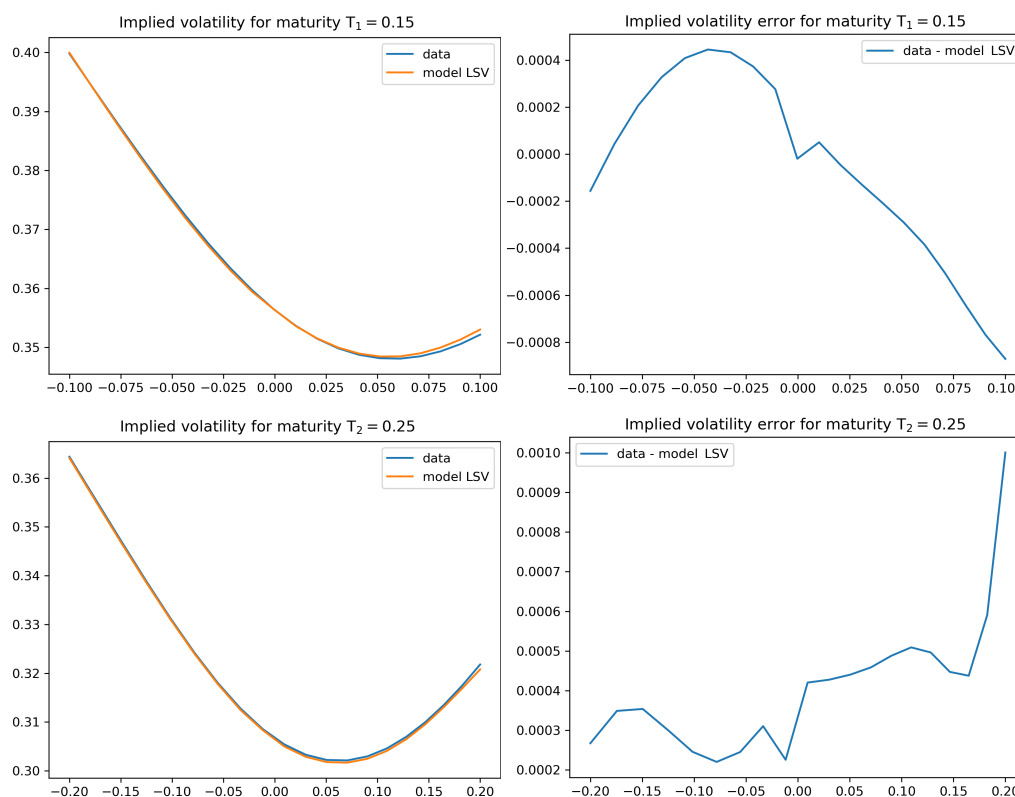 Implied volatility for maturity T₁ = 0.15
0.40
0.39
0.38
0.37
0.36
0.35
data
model LSV
−0.100 −0.075 −0.050 −0.025 0.000 0.025 0.050 0.075 0.100
Implied volatility error for maturity T₁ = 0.15
0.0004
0.0002
0.0000
−0.0002
−0.0004
−0.0006
−0.0008
data - model LSV
−0.100 −0.075 −0.050 −0.025 0.000 0.025 0.050 0.075 0.100
Implied volatility for maturity T₂ = 0.25
0.36
0.35
0.34
0.33
0.32
0.31
0.30
data
model LSV
−0.20 −0.15 −0.10 −0.05 0.00 0.05 0.10 0.15 0.20
Implied volatility error for maturity T₂ = 0.25
0.0010
0.0009
0.0008
0.0007
0.0006
0.0005
0.0004
0.0003
0.0002
data - model LSV
−0.20 −0.15 −0.10 −0.05 0.00 0.05 0.10 0.15 0.20